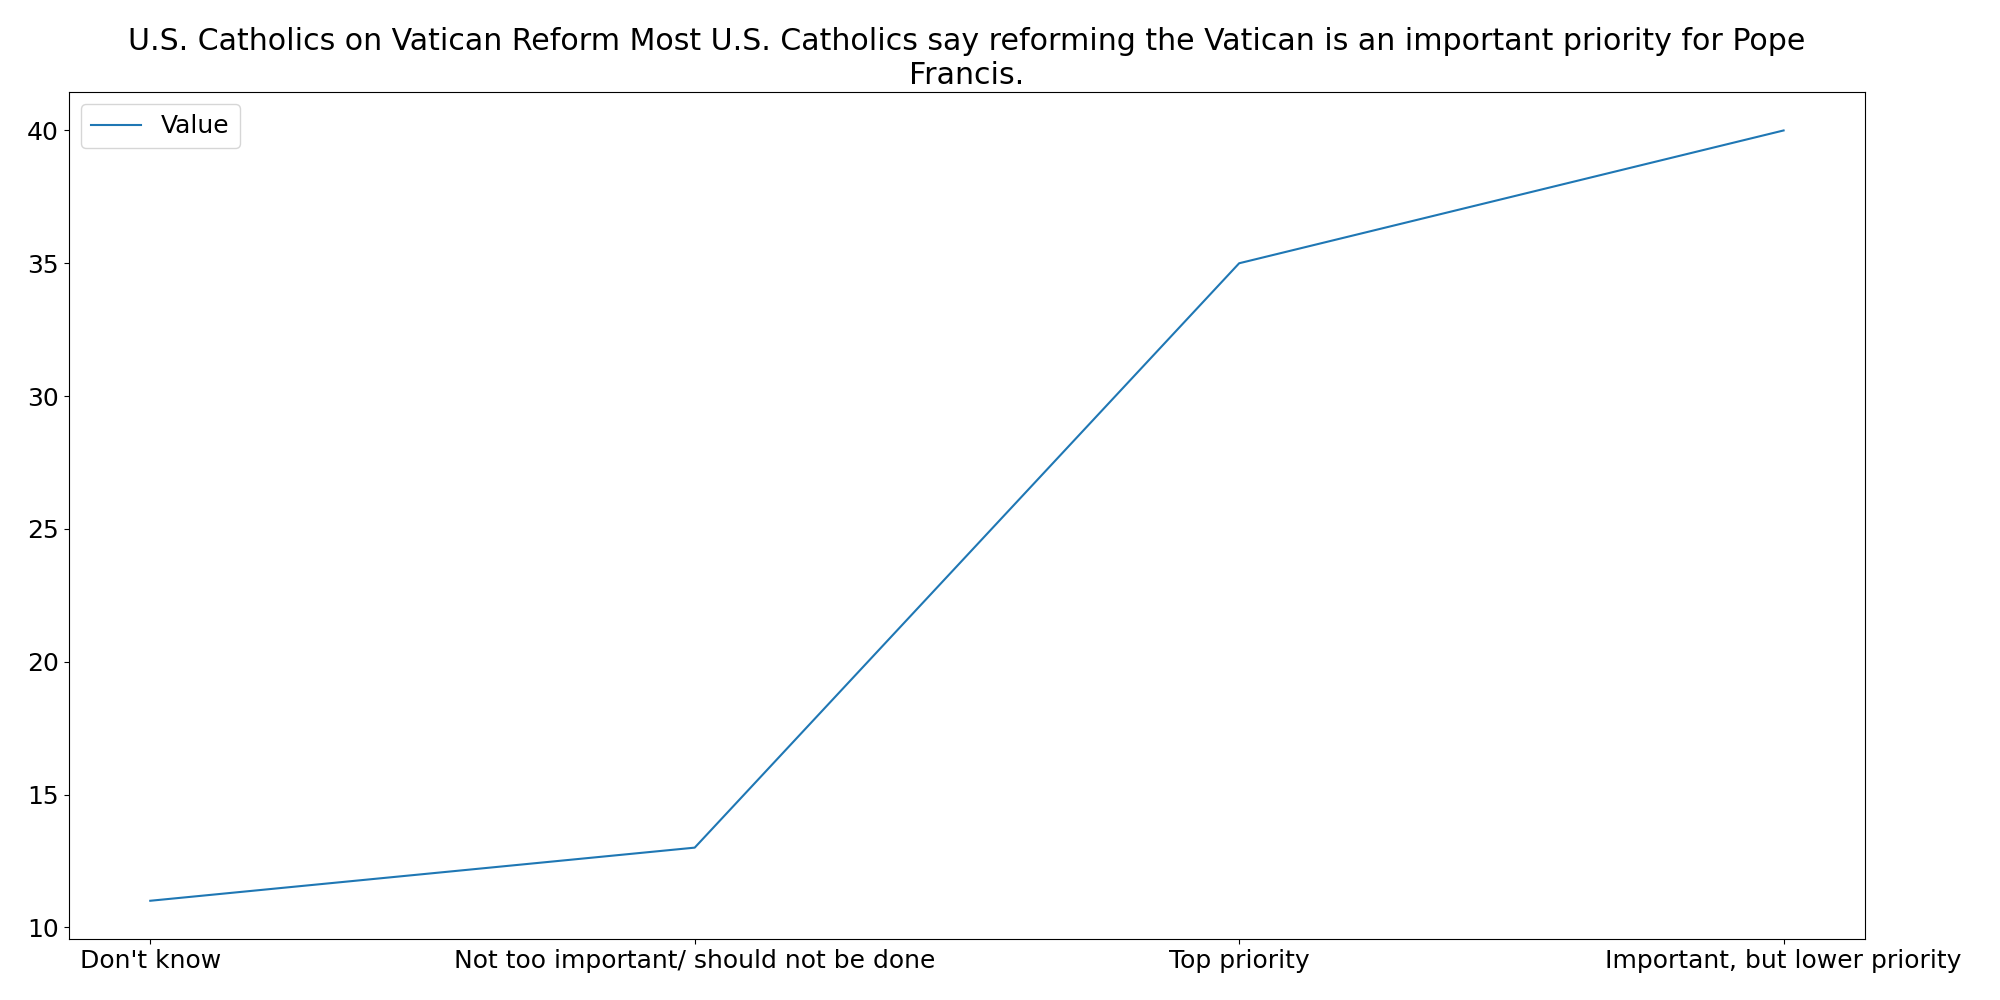 U.S. Catholics on Vatican Reform Most U.S. Catholics say reforming the Vatican is an important priority for Pope
Francis.
Value
40
35
30
25
20
15
10
Don't know
Not too important/ should not be done
Top priority
Important, but lower priority